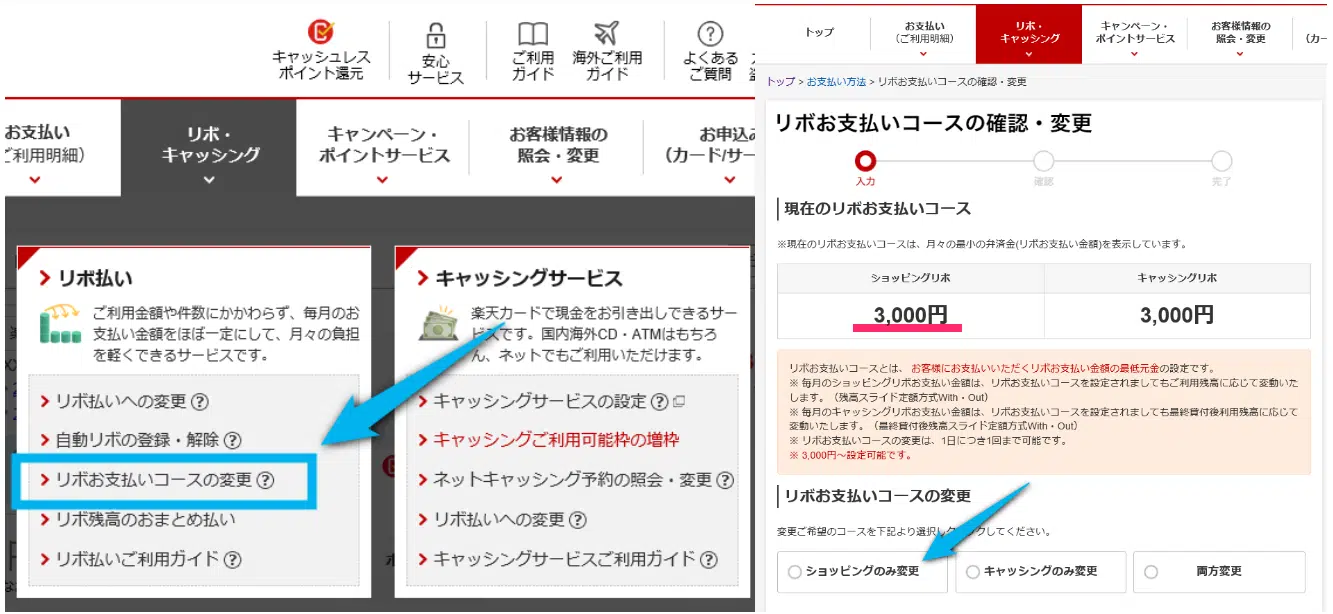 キャッシュレス
ポイント還元
安心
サービス
ご利用
ガイド
海外ご利用
ガイド
よくある
ご質問
お支払い
ご利用明細)
リボ・
キャッシング
キャンペーン・
ポイントサービス
お客様情報の
照会・変更
お申込み
(カード/サー
リボ払い
ご利用金額や件数にかかわらず、毎月のお
支払い金額をほぼ一定にして、月々の負担
を軽くできるサービスです。
リボ払いへの変更
自動リボの登録・解除
リボお支払いコースの変更
リボ残高のおまとめ払い
リボ払いご利用ガイド
キャッシングサービス
楽天カードで現金をお引き出しできるサー
ビスです。国内海外CD・ATMはもちろ
ん、ネットでもご利用いただけます。
キャッシングサービスの設定
キャッシングご利用可能枠の増枠
ネットキャッシング予約の照会・変更
リボ払いへの変更
キャッシングサービスご利用ガイド
トップ
お支払い
(ご利用明細)
リボ・
キャッシング
キャンペーン・
ポイントサービス
お客様情報の
照会・変更
(カー
トップ > お支払い方法 > リボお支払いコースの確認・変更
リボお支払いコースの確認・変更
入力
確認
完了
現在のリボお支払いコース
※現在のリボお支払いコースは、月々の最小の弁済金(リボお支払い金額)を表示しています。
ショッピングリボ
キャッシングリボ
3,000円
3,000円
リボお支払いコースとは、お客様にお支払いいただくリボお支払い金額の最低元金の設定です。
※ 毎月のショッピングリボお支払い金額は、リボお支払いコースを設定されましてもご利用残高に応じて変動いた
します。（残高スライド定額方式With・Out）
※ 毎月のキャッシングリボお支払い金額は、リボお支払いコースを設定されましても最終貸付後利用残高に応じて
変動いたします。（最終貸付後残高スライド定額方式With・Out）
※ リボお支払いコースの変更は、1日につき1回まで可能です。
※ 3,000円～設定可能です。
リボお支払いコースの変更
変更ご希望のコースを下記より選択しクリックしてください。
ショッピングのみ変更
キャッシングのみ変更
両方変更